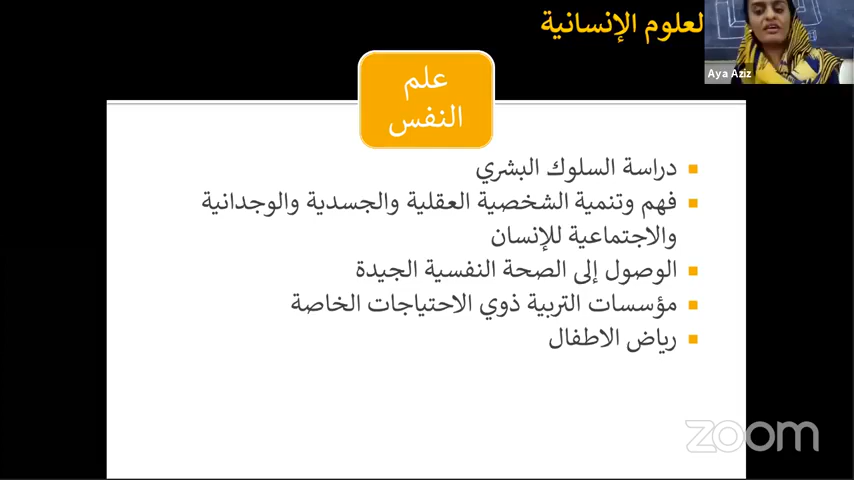 لعلوم الإنسانية
Aya Aziz
علم
النفس
دراسة السلوك البشري
فهم وتنمية الشخصية العقلية والجسدية والوجدانية
والاجتماعية للإنسان
الوصول إلى الصحة النفسية الجيدة
مؤسسات التربية ذوي الاحتياجات الخاصة
رياض الاطفال
zoom